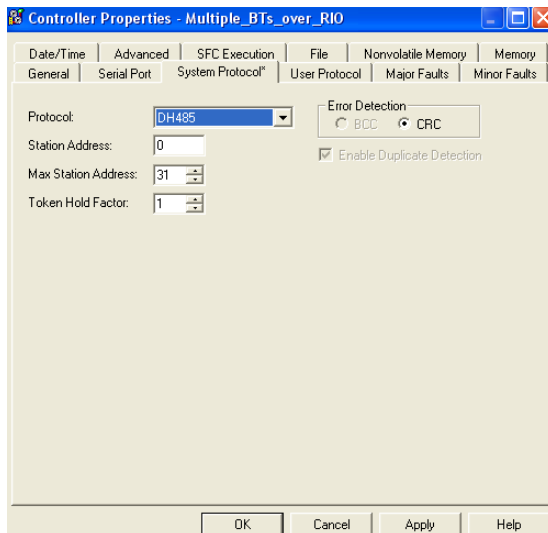 Controller Properties - Multiple_BTs_over_RIO
Date/Time Advanced SFC Execution File Nonvolatile Memory Memory
General Serial Port System Protocol* User Protocol Major Faults Minor Faults
Protocol: DH485
Error Detection
BCC CRC
Station Address: 0
Enable Duplicate Detection
Max Station Address: 31
Token Hold Factor: 1
OK Cancel Apply Help